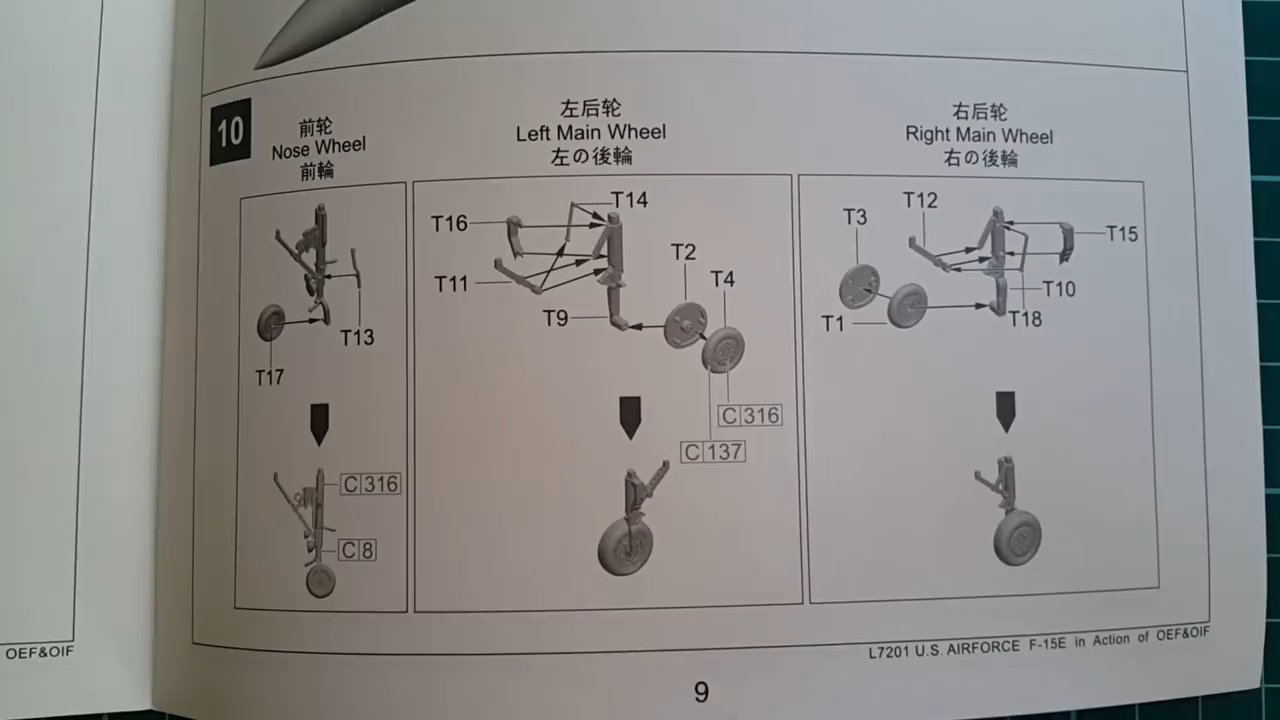 10
前轮
Nose Wheel
前輪
左后轮
Left Main Wheel
左の後輪
右后轮
Right Main Wheel
右の後輪
T13
T17
C 316
C 8
T14
T16
T11
T2
T4
T9
C 316
C 137
T12
T3
T15
T10
T1
T18
OEF&OIF
L7201 U.S. AIRFORCE F-15E in Action of OEF&OIF
9